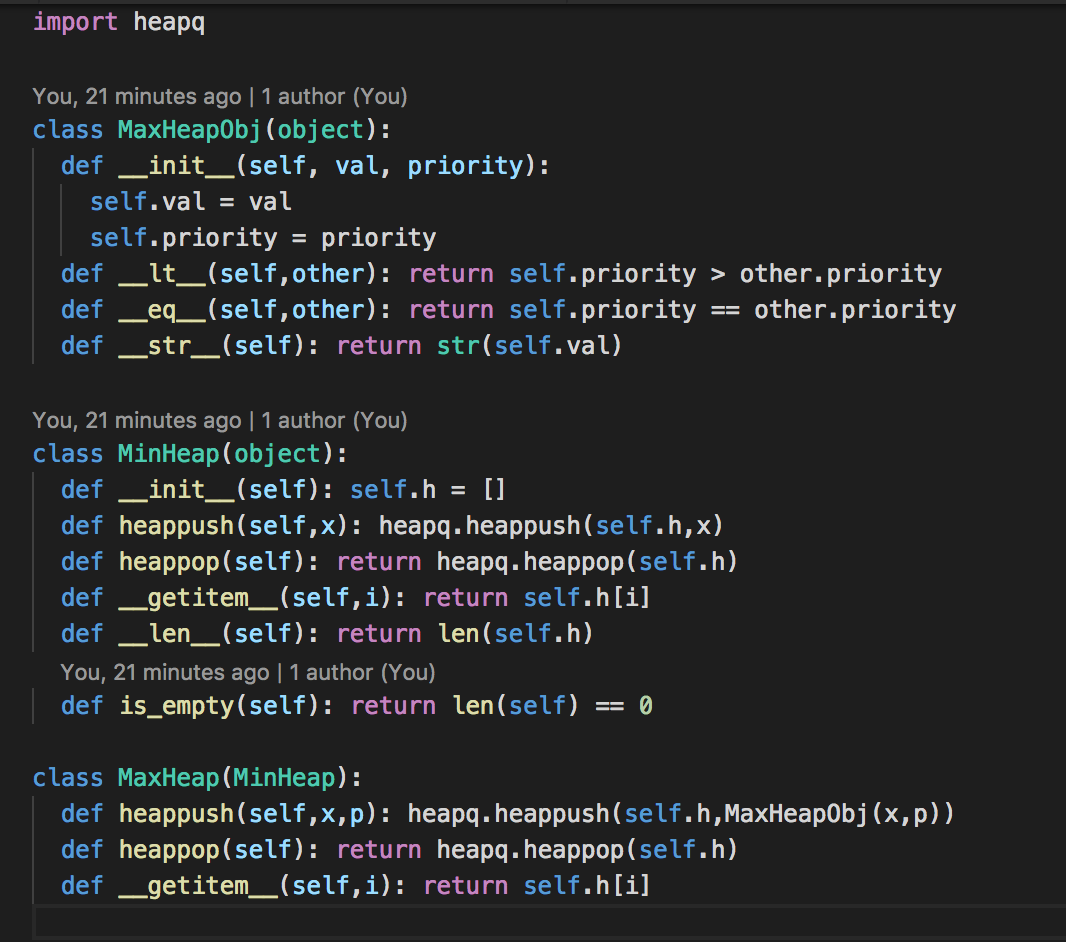 import heapq
You, 21 minutes ago | 1 author (You)
class MaxHeapObj(object):
  def __init__(self, val, priority):
    self.val = val
    self.priority = priority
  def __lt__(self,other): return self.priority > other.priority
  def __eq__(self,other): return self.priority == other.priority
  def __str__(self): return str(self.val)
You, 21 minutes ago | 1 author (You)
class MinHeap(object):
  def __init__(self): self.h = []
  def heappush(self,x): heapq.heappush(self.h,x)
  def heappop(self): return heapq.heappop(self.h)
  def __getitem__(self,i): return self.h[i]
  def __len__(self): return len(self.h)
  You, 21 minutes ago | 1 author (You)
  def is_empty(self): return len(self) == 0
class MaxHeap(MinHeap):
  def heappush(self,x,p): heapq.heappush(self.h,MaxHeapObj(x,p))
  def heappop(self): return heapq.heappop(self.h)
  def __getitem__(self,i): return self.h[i]